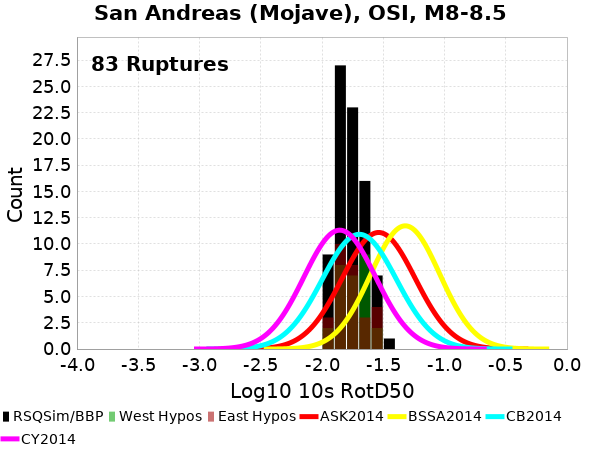 San Andreas (Mojave), OSI, M8-8.5
83 Ruptures
Count
27.5
25.0
22.5
20.0
17.5
15.0
12.5
10.0
7.5
5.0
2.5
0.0
-4.0 -3.5 -3.0 -2.5 -2.0 -1.5 -1.0 -0.5 0.0
Log10 10s RotD50
RSQSim/BBP West Hypos East Hypos ASK2014 BSSA2014 CB2014
CY2014